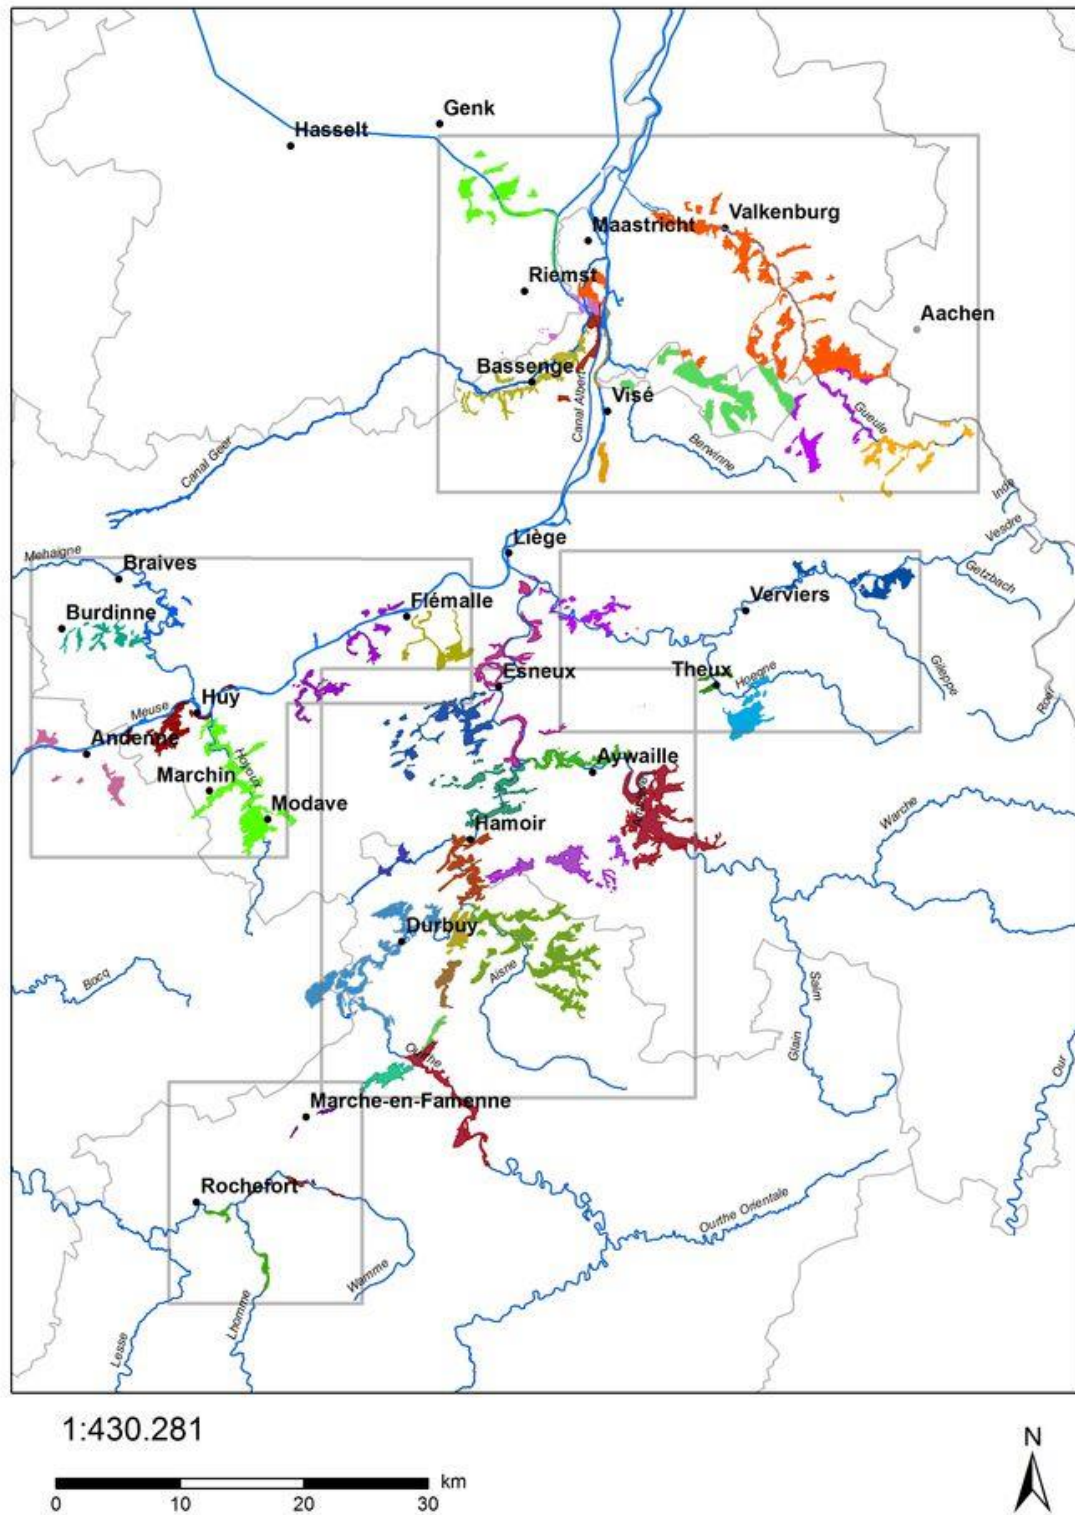 Genk
Hasselt
Valkenburg
Maastricht
Riemst
Aachen
Bassenge
Canal Albert
Visé
Gueule
Berwinne
Canal Geer
Inde
Vesdre
Liège
Mehaigne
Braives
Getzbach
Verviers
Flémalle
Burdinne
Gileppe
Esneux
Theux
Hoegne
Roer
Huy
Meuse
Andenne
Hoyoux
Aywaille
Marchin
Modave
Warche
Hamoir
Durbuy
Aisne
Bocq
Salm
Glain
Ourthe
Our
Marche-en-Famenne
Rochefort
Ourthe Orientale
Wamme
Lhomme
Lesse
1:430.281
N
km
0 10 20 30